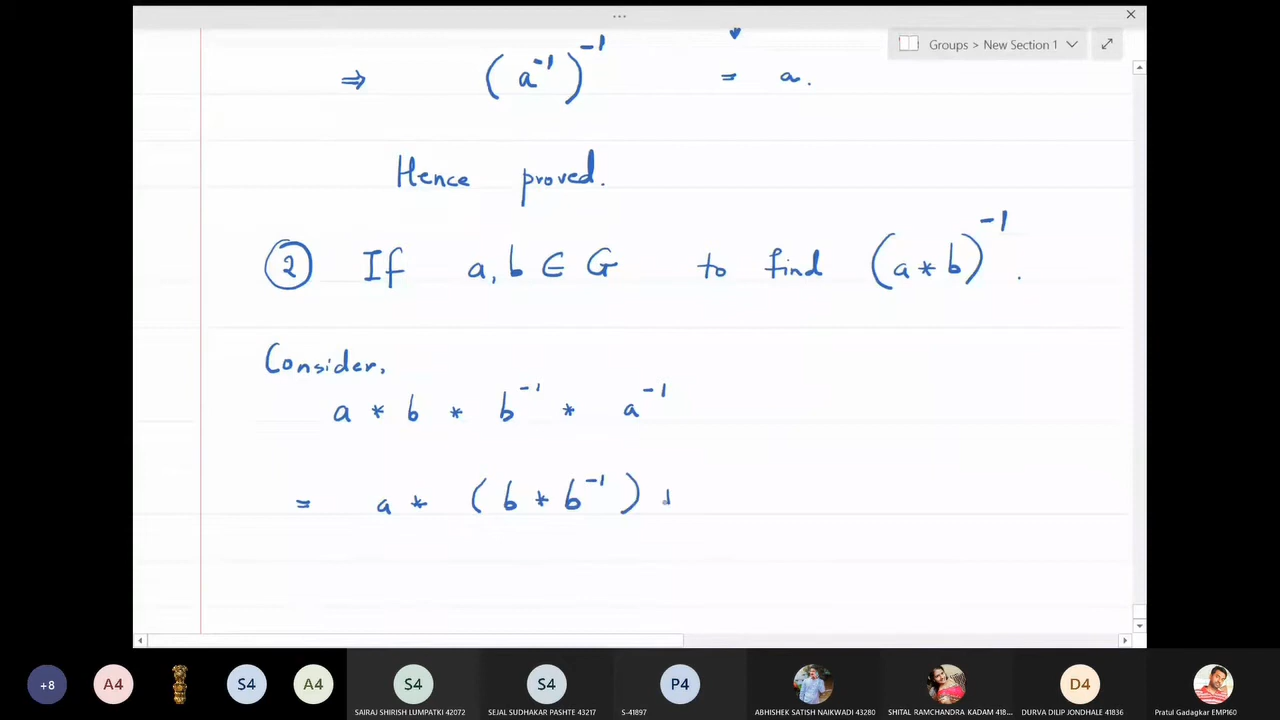 Groups > New Section 1
⇒ (a⁻¹)⁻¹ = a.
Hence proved.
② If a, b ∈ G to find (a * b)⁻¹.
Consider,
a * b * b⁻¹ * a⁻¹
= a * (b * b⁻¹)
+8
A4
S4
A4
S4
S4
P4
D4
SAIRAJ SHIRISH LUMPATKI 42072
SEJAL SUDHAKAR PASHTE 43217
S-41897
ABHISHEK SATISH NAIKWADI 43280
SHITAL RAMCHANDRA KADAM 418...
DURVA DILIP JONDHALE 41836
Pratul Gadagkar EMP160